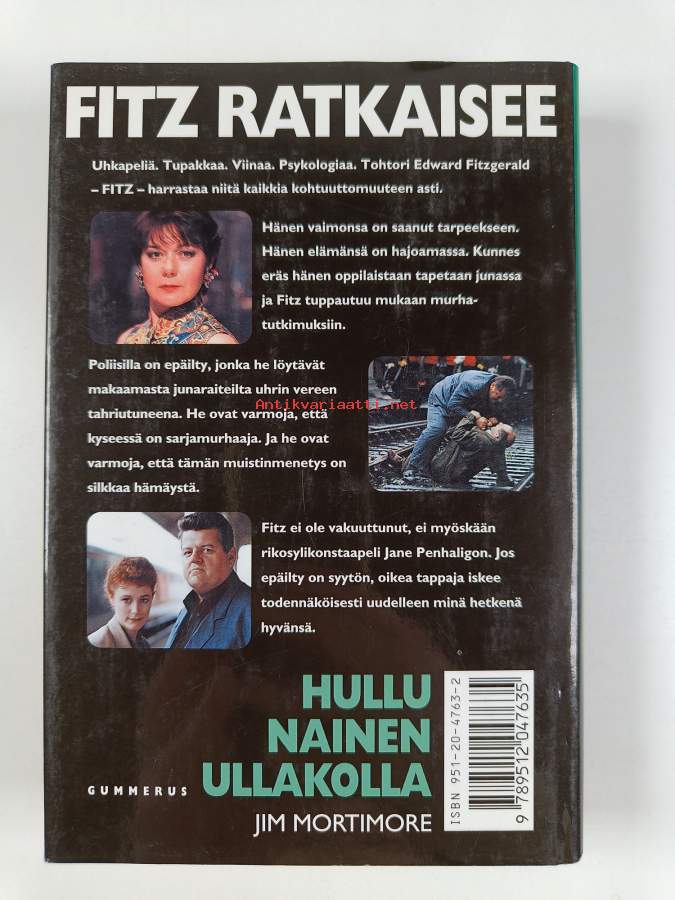 FITZ RATKAISEE
Uhkapeliä. Tupakkaa. Viinaa. Psykologiaa. Tohtori Edward Fitzgerald
– FITZ – harrastaa niitä kaikkia kohtuuttomuuteen asti.
Hänen vaimonsa on saanut tarpeekseen.
Hänen elämänsä on hajoamassa. Kunnes
eräs hänen oppilaistaan tapetaan junassa
ja Fitz tuppautuu mukaan murha-
tutkimuksiin.
Poliisilla on epäilty, jonka he löytävät
makaamasta junaraiteilta uhrin vereen
tahriutuneena. He ovat varmoja, että
kyseessä on sarjamurhaaja. Ja he ovat
varmoja, että tämän muistinmenetys on
silkkaa hämäystä.
Antikvariaatti.net
Fitz ei ole vakuuttunut, ei myöskään
rikosylikonstaapeli Jane Penhaligon. Jos
epäilty on syytön, oikea tappaja iskee
todennäköisesti uudelleen minä hetkenä
hyvänsä.
HULLU
NAINEN
ULLAKOLLA
JIM MORTIMORE
GUMMERUS
ISBN 951-20-4763-2
9 789512 047635